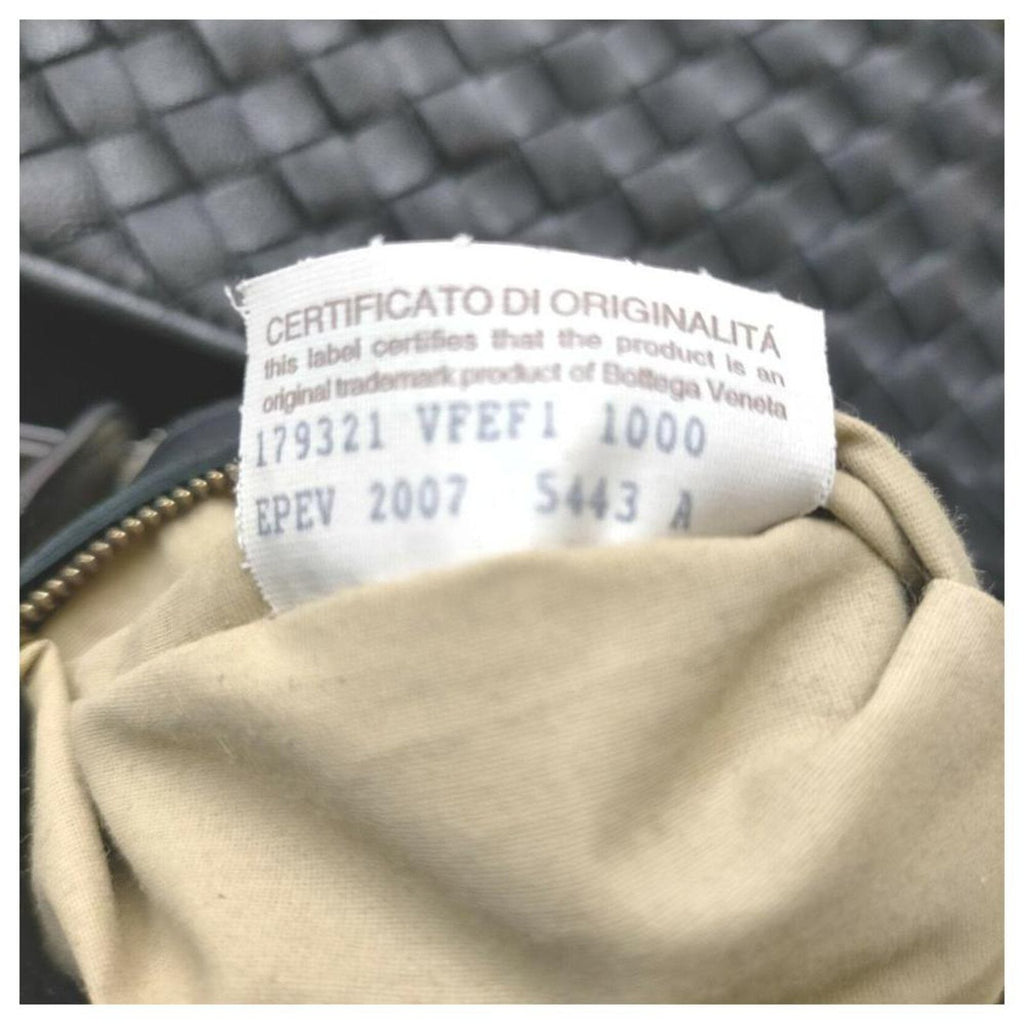 CERTIFICATO DI ORIGINALITÁ
this label certifies that the product is an
original trademark product of Bottega Veneta
179321 VFEF1 1000
EPEV 2007 5443 A